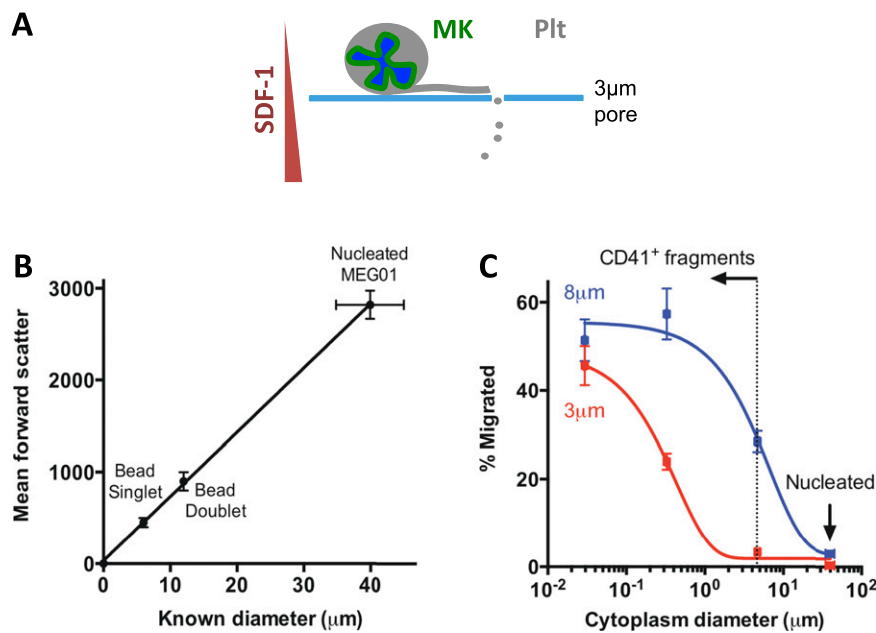 A
MK
Plt
SDF-1
3μm
pore
B
Nucleated
MEG01
3000
2000
1000
0
Mean forward scatter
Bead
Singlet
Bead
Doublet
0
10
20
30
40
Known diameter (μm)
C
CD41⁺ fragments
8μm
3μm
Nucleated
60
40
20
0
% Migrated
10⁻²
10⁻¹
10⁰
10¹
10²
Cytoplasm diameter (μm)